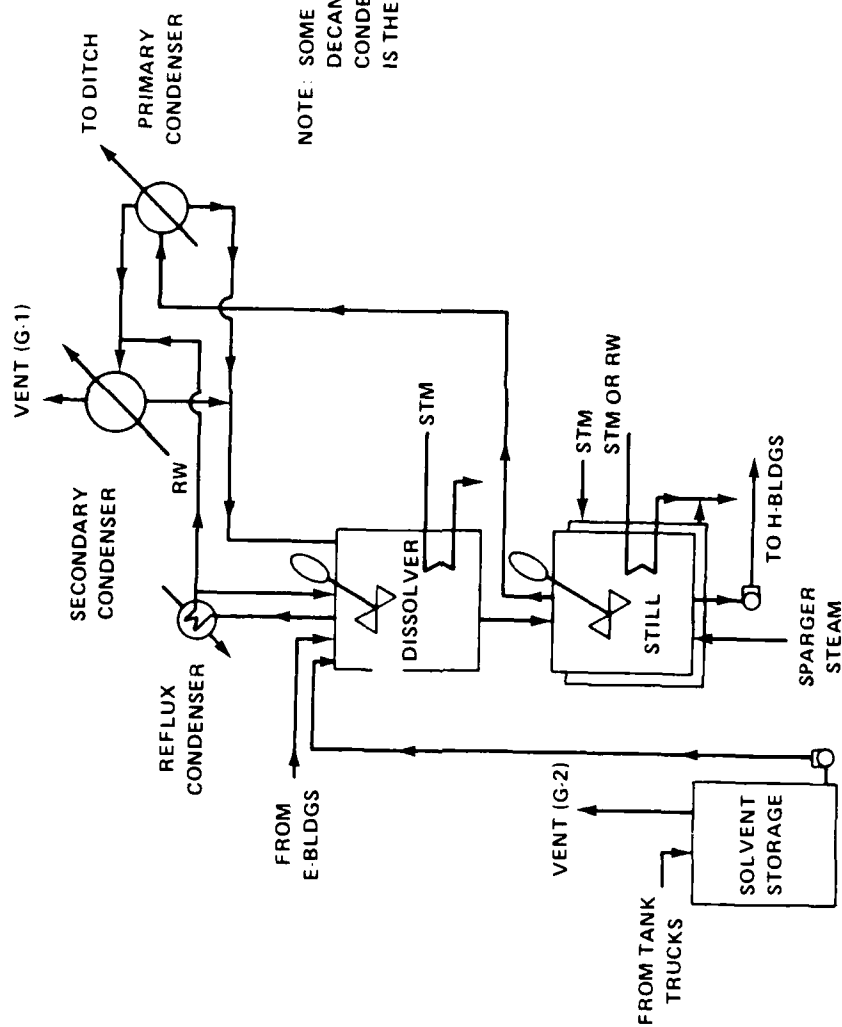 TO DITCH
PRIMARY
CONDENSER
NOTE: SOME
DECAN
CONDE
IS THE
VENT (G-1)
SECONDARY
CONDENSER
RW
REFLUX
CONDENSER
FROM
E-BLDGS
DISSOLVER
STM
STM
STM OR RW
STILL
TO H-BLDGS
SPARGER
STEAM
VENT (G-2)
SOLVENT
STORAGE
FROM TANK
TRUCKS